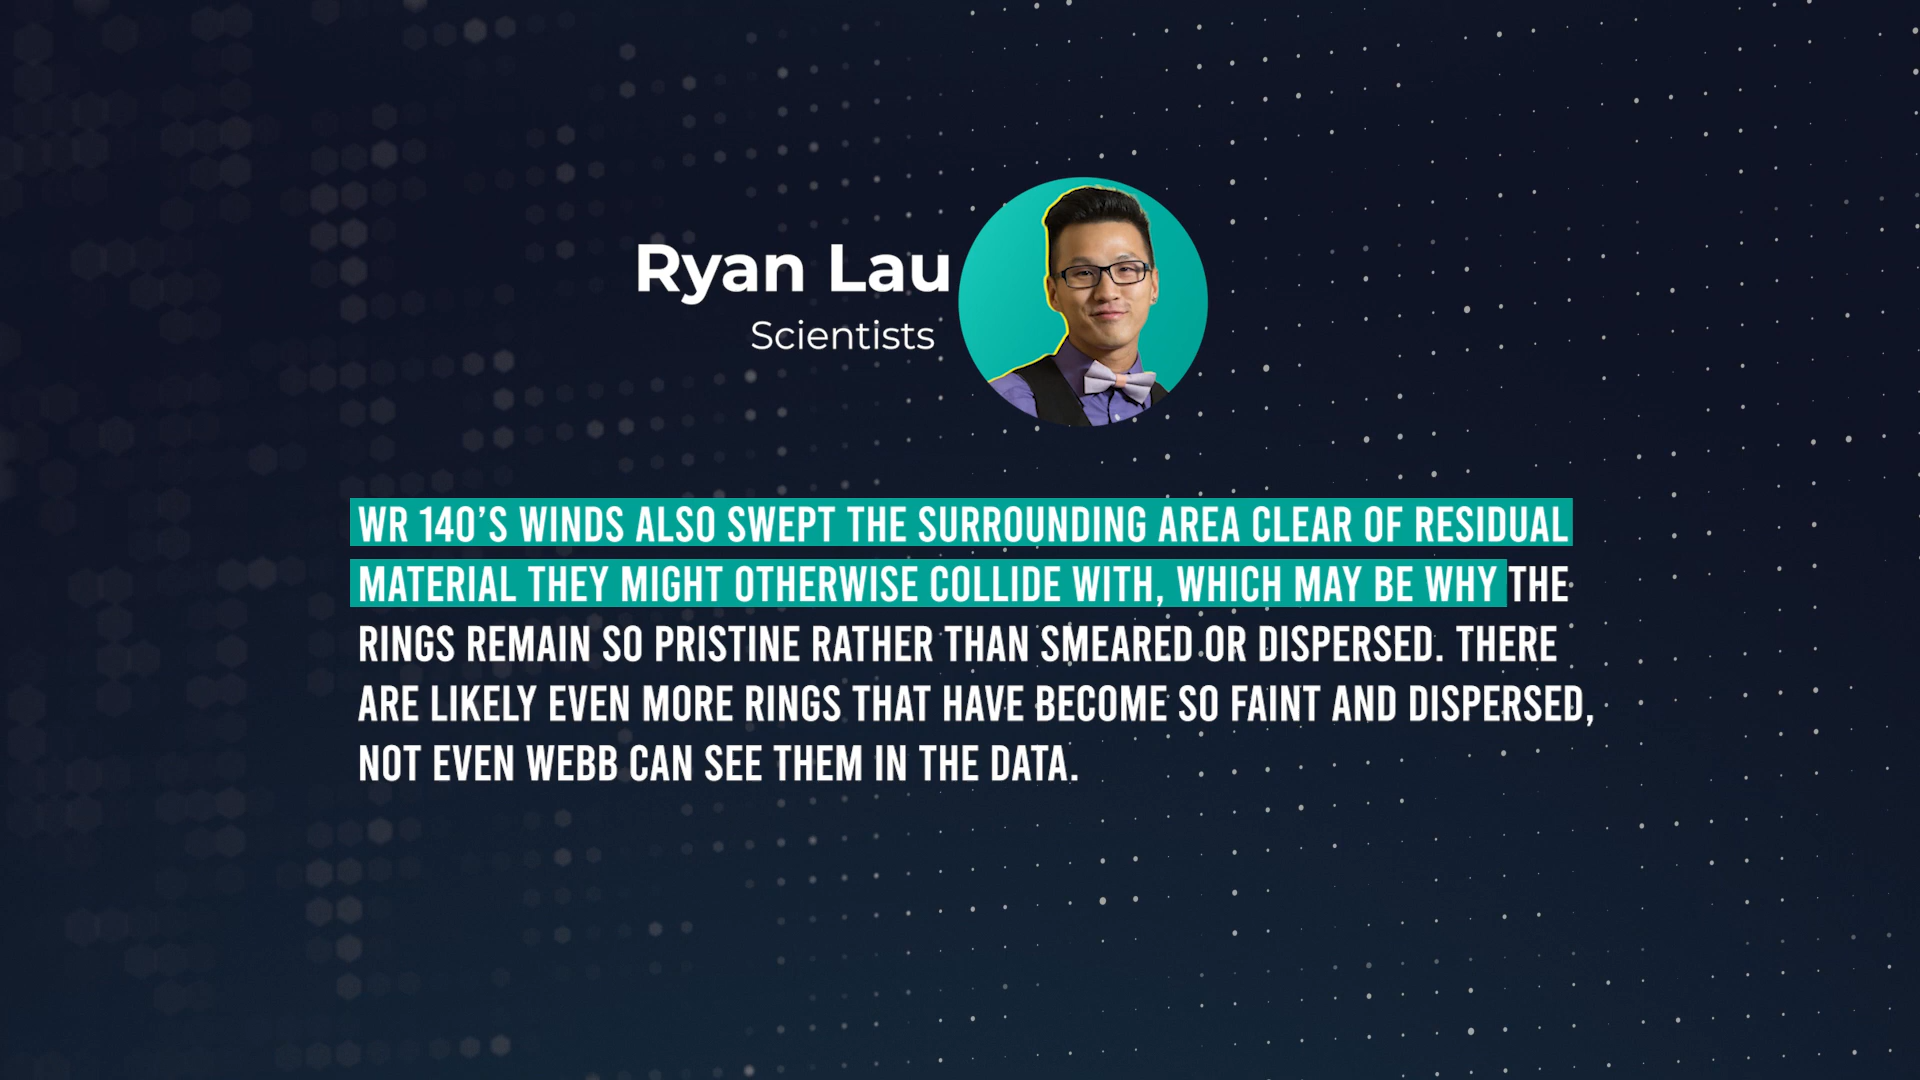 Ryan Lau
Scientists
WR 140’S WINDS ALSO SWEPT THE SURROUNDING AREA CLEAR OF RESIDUAL
MATERIAL THEY MIGHT OTHERWISE COLLIDE WITH, WHICH MAY BE WHY THE
RINGS REMAIN SO PRISTINE RATHER THAN SMEARED OR DISPERSED. THERE
ARE LIKELY EVEN MORE RINGS THAT HAVE BECOME SO FAINT AND DISPERSED,
NOT EVEN WEBB CAN SEE THEM IN THE DATA.